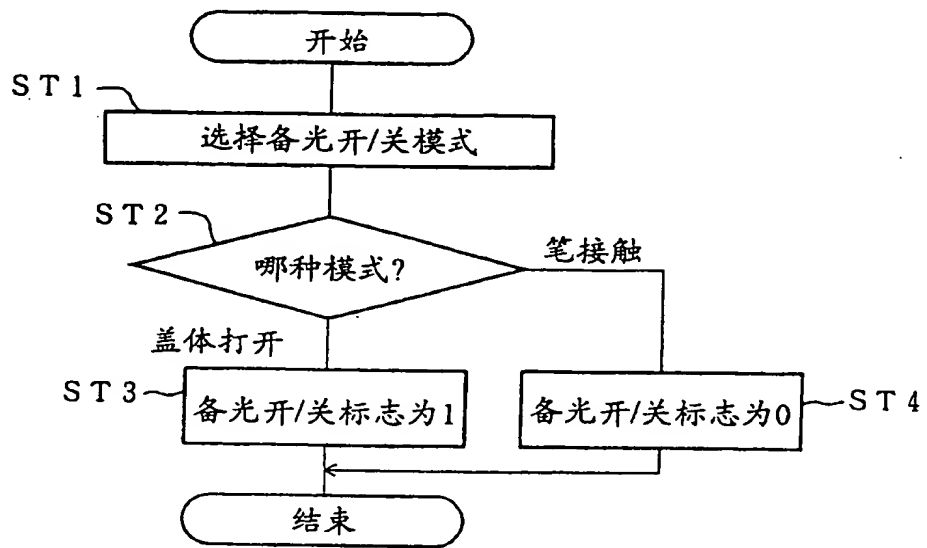 开始
ST1
选择备光开/关模式
ST2
哪种模式?
笔接触
盖体打开
ST3
备光开/关标志为1
备光开/关标志为0
ST4
结束